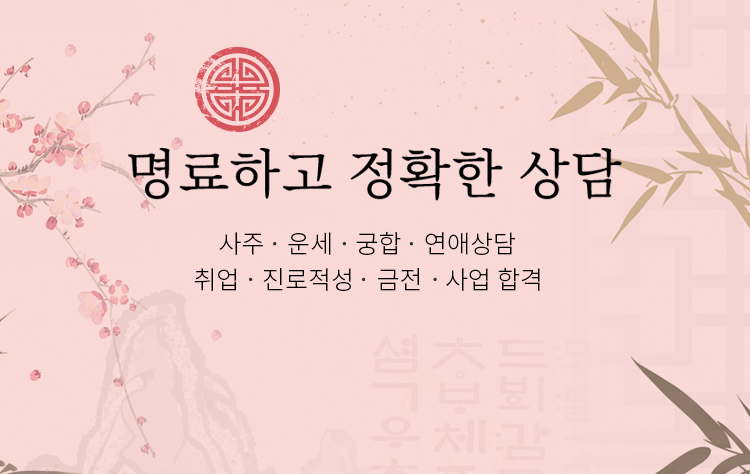 명료하고 정확한 상담
사주 · 운세 · 궁합 · 연애상담
취업 · 진로적성 · 금전 · 사업 합격